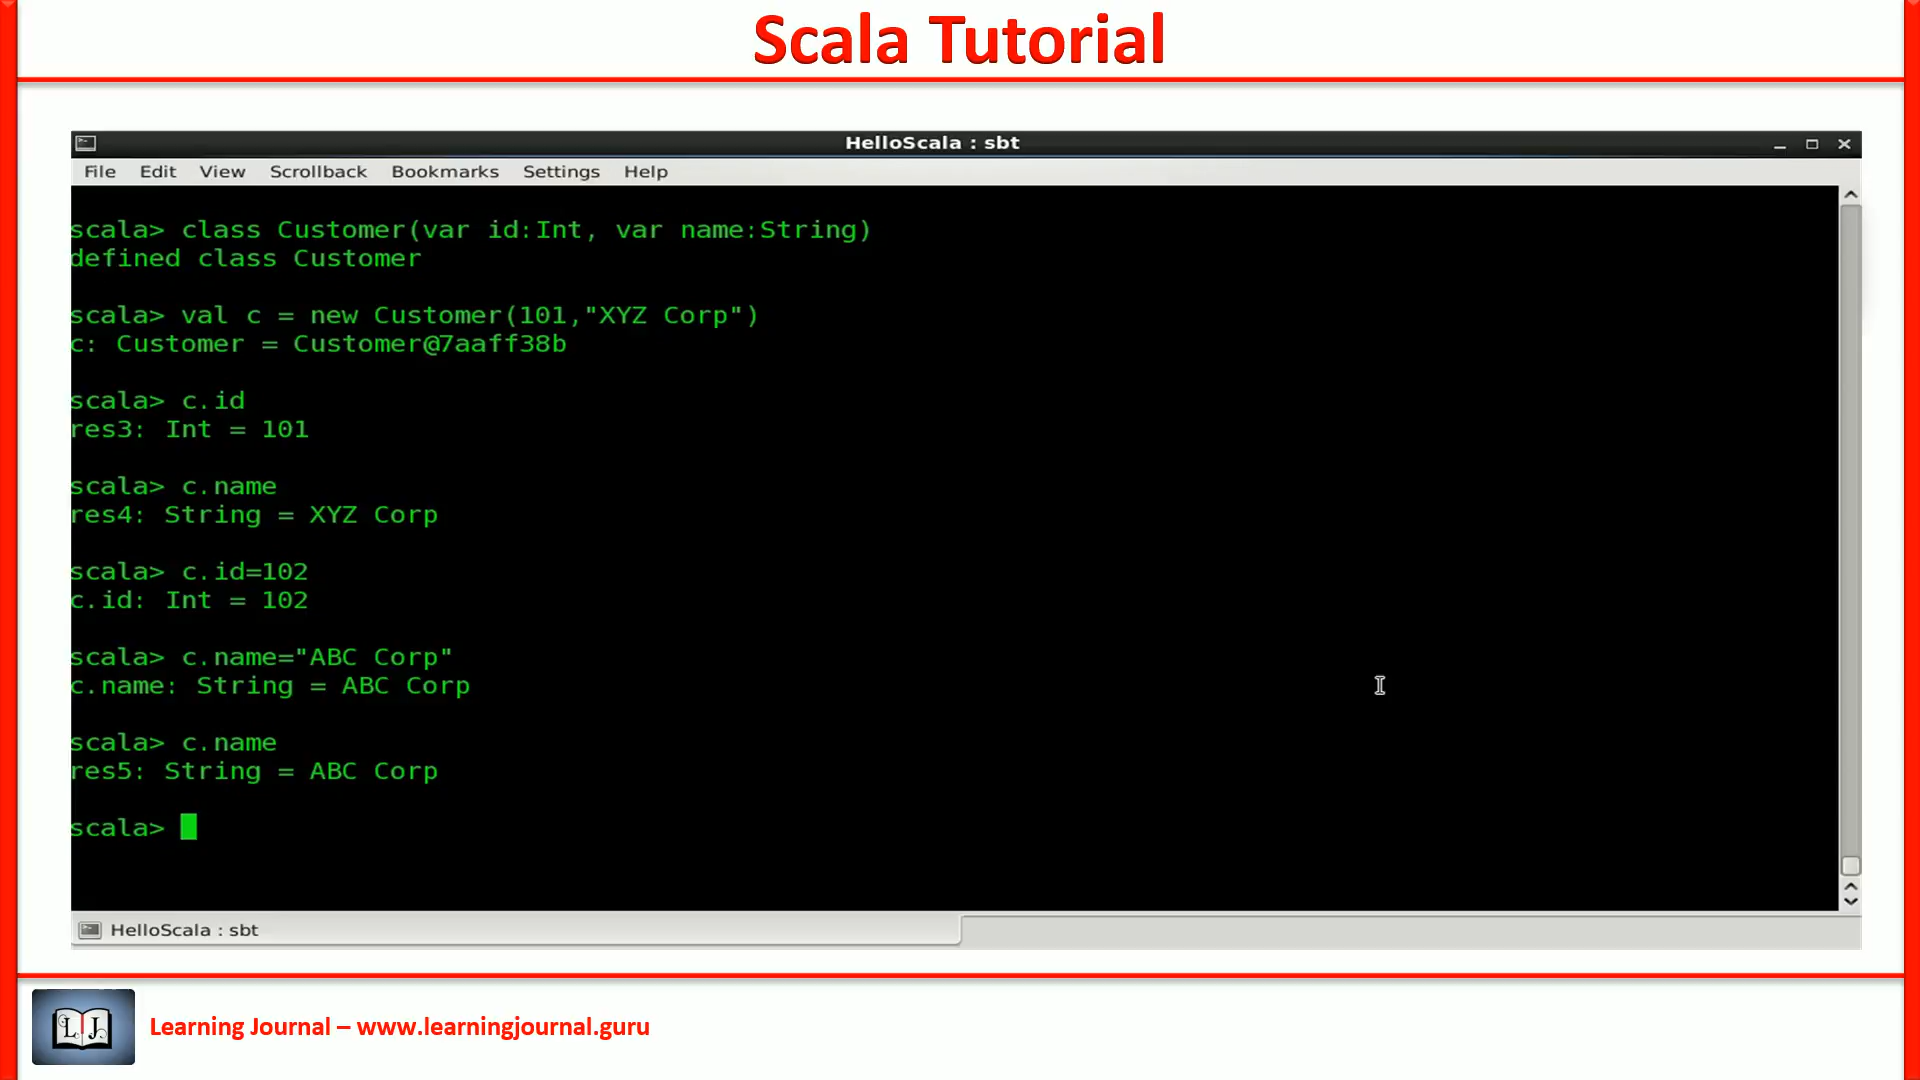 Scala Tutorial
HelloScala : sbt
File Edit View Scrollback Bookmarks Settings Help
scala> class Customer(var id:Int, var name:String)
defined class Customer
scala> val c = new Customer(101,"XYZ Corp")
c: Customer = Customer@7aaff38b
scala> c.id
res3: Int = 101
scala> c.name
res4: String = XYZ Corp
scala> c.id=102
c.id: Int = 102
scala> c.name="ABC Corp"
c.name: String = ABC Corp
scala> c.name
res5: String = ABC Corp
scala>
HelloScala : sbt
LJ
Learning Journal – www.learningjournal.guru